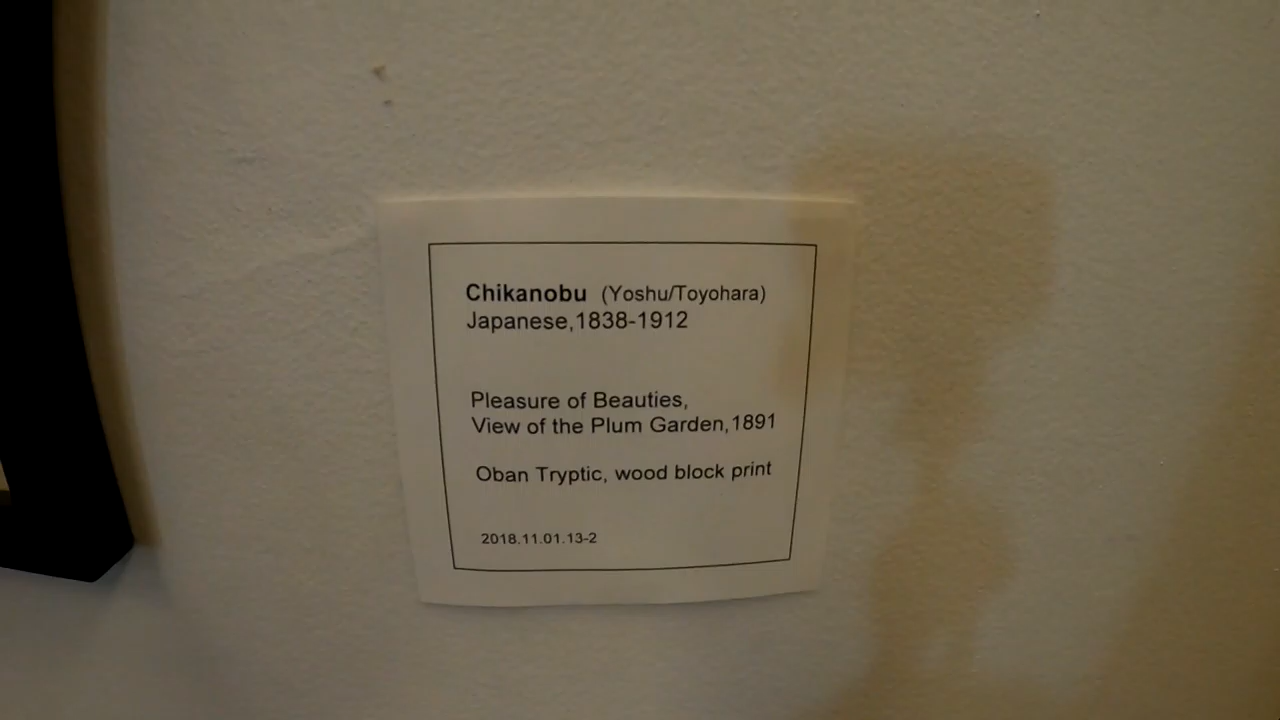 Chikanobu (Yoshu/Toyohara)
Japanese,1838-1912
Pleasure of Beauties,
View of the Plum Garden,1891
Oban Tryptic, wood block print
2018.11.01.13-2